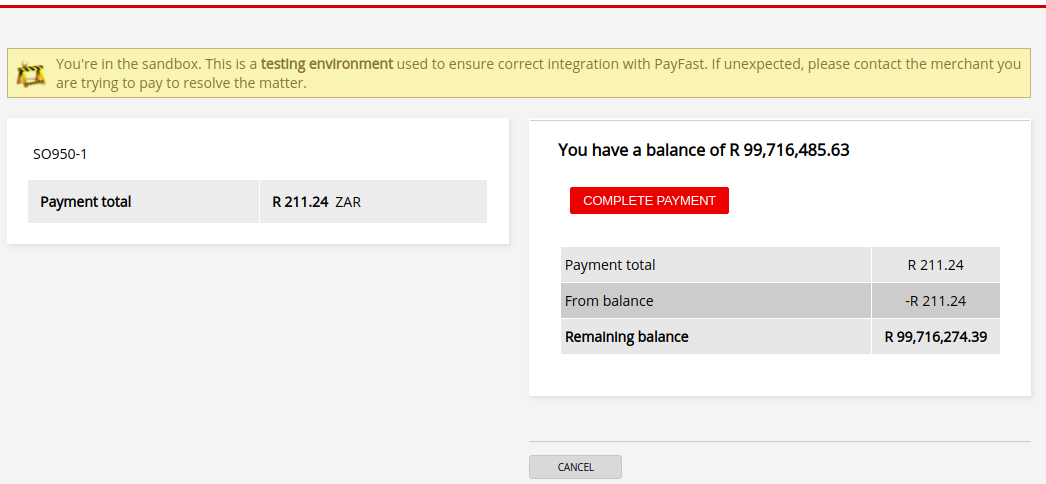 You're in the sandbox. This is a testing environment used to ensure correct integration with PayFast. If unexpected, please contact the merchant you
are trying to pay to resolve the matter.
SO950-1
Payment total R 211.24 ZAR
You have a balance of R 99,716,485.63
COMPLETE PAYMENT
Payment total R 211.24
From balance -R 211.24
Remaining balance R 99,716,274.39
CANCEL